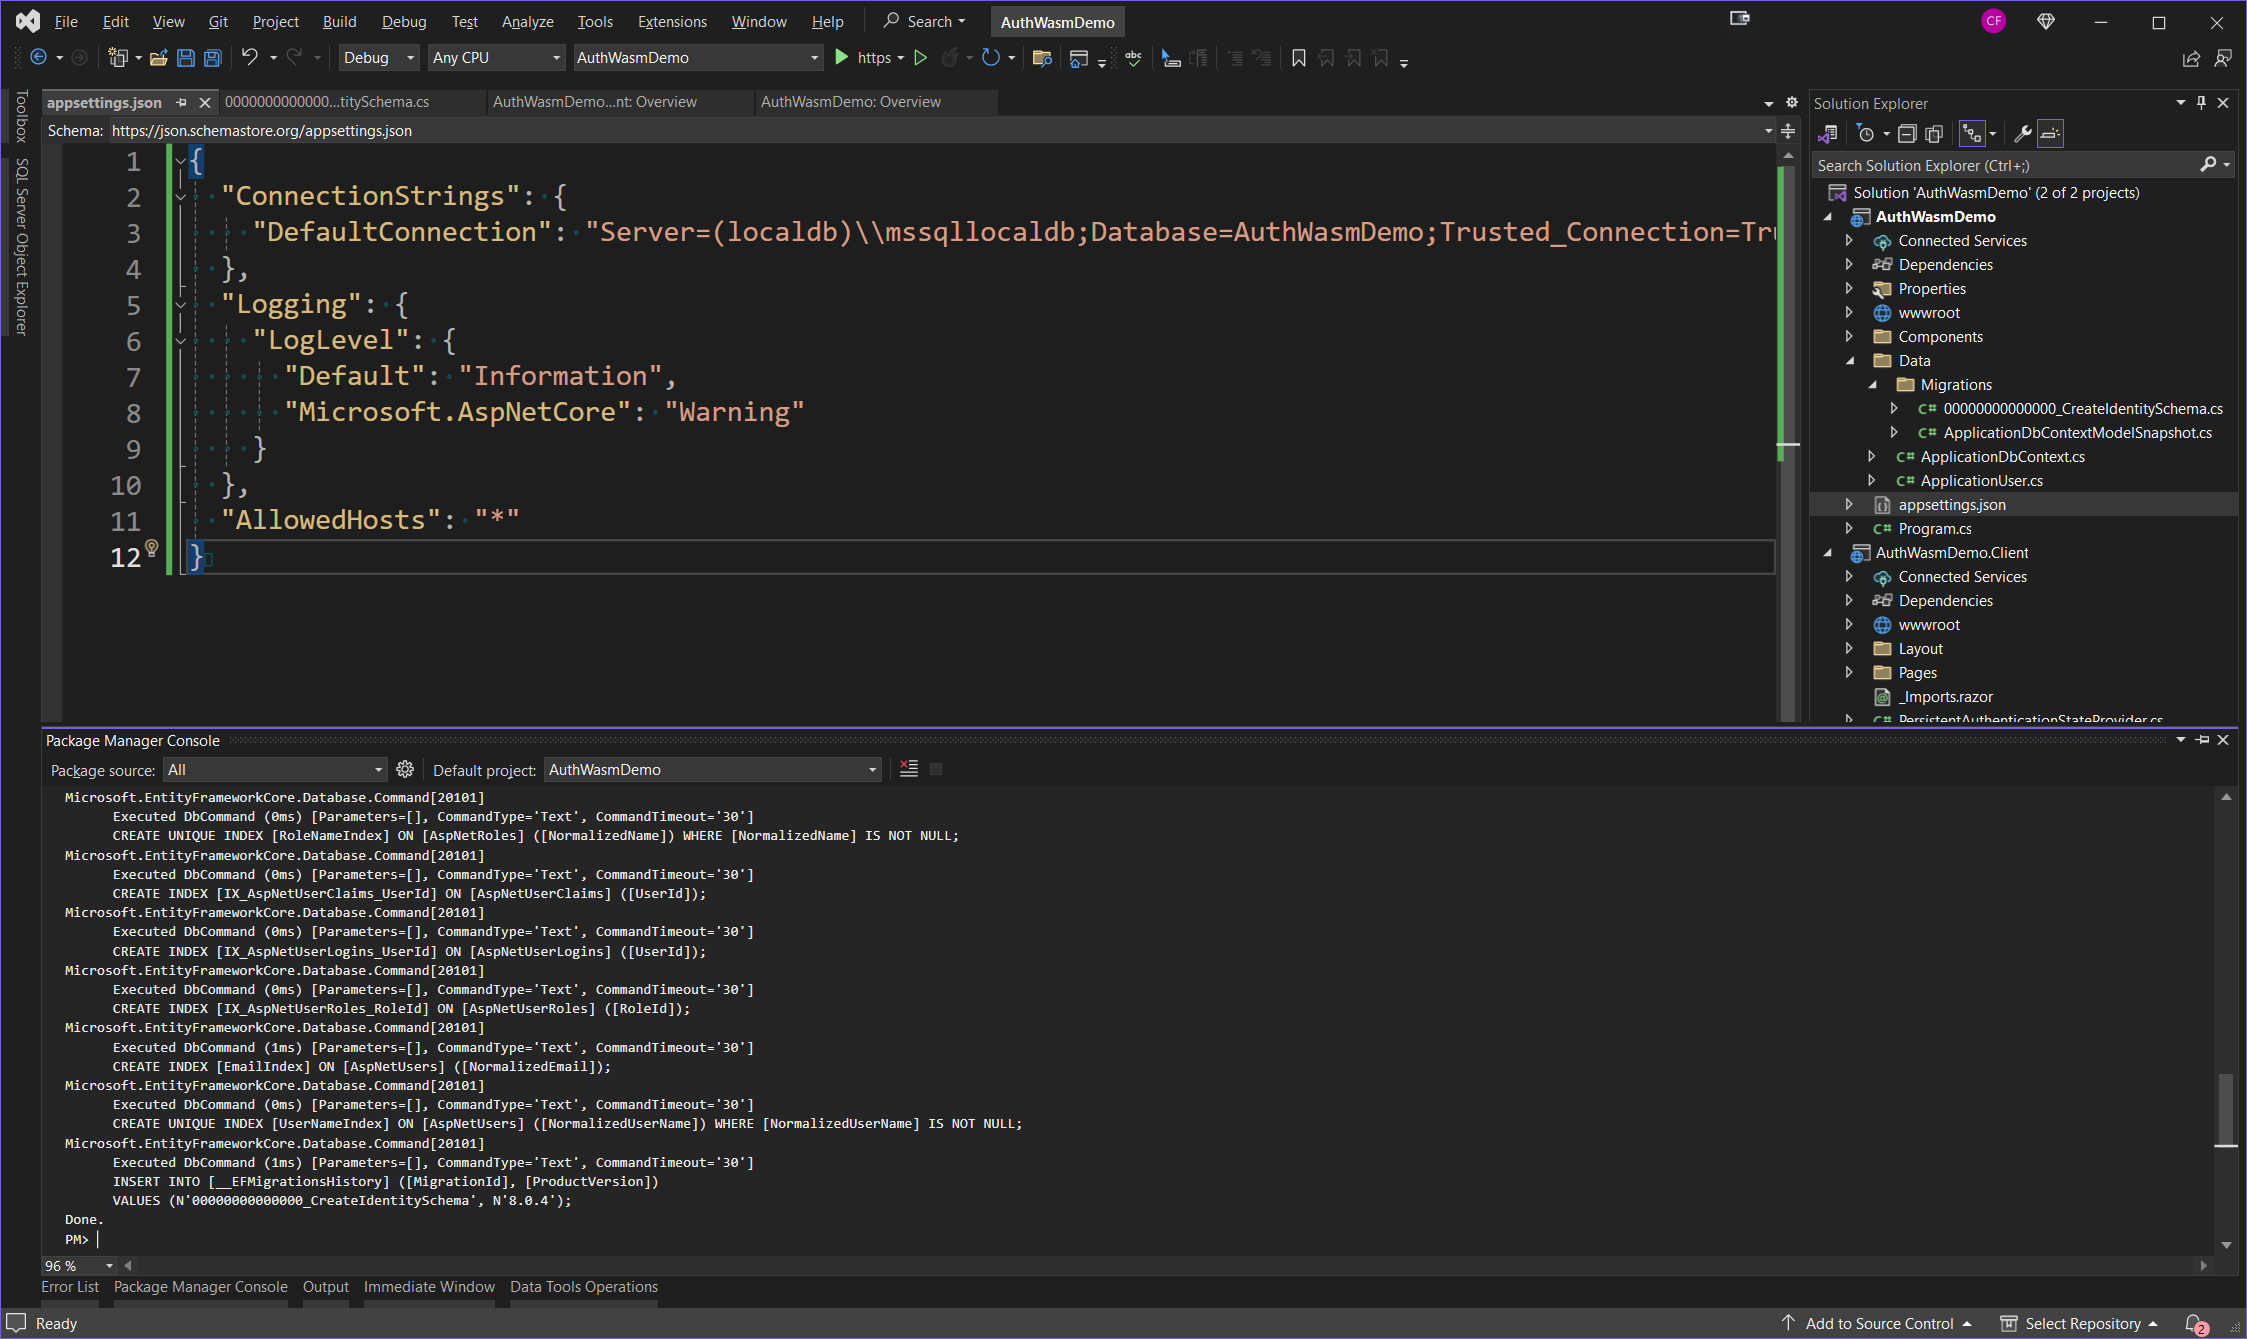 File Edit View Git Project Build Debug Test Analyze Tools Extensions Window Help Search AuthWasmDemo CF
Debug Any CPU AuthWasmDemo https abc
Toolbox
SQL Server Object Explorer
appsettings.json 0000000000000...titySchema.cs AuthWasmDemo...nt: Overview AuthWasmDemo: Overview
Schema: https://json.schemastore.org/appsettings.json
1 {
2 "ConnectionStrings": {
3 "DefaultConnection": "Server=(localdb)\\mssqllocaldb;Database=AuthWasmDemo;Trusted_Connection=Tru
4 },
5 "Logging": {
6 "LogLevel": {
7 "Default": "Information",
8 "Microsoft.AspNetCore": "Warning"
9 }
10 },
11 "AllowedHosts": "*"
12 }
Solution Explorer
Search Solution Explorer (Ctrl+;)
Solution 'AuthWasmDemo' (2 of 2 projects)
AuthWasmDemo
Connected Services
Dependencies
Properties
wwwroot
Components
Data
Migrations
C# 00000000000000_CreateIdentitySchema.cs
C# ApplicationDbContextModelSnapshot.cs
C# ApplicationDbContext.cs
C# ApplicationUser.cs
appsettings.json
C# Program.cs
AuthWasmDemo.Client
Connected Services
Dependencies
wwwroot
Layout
Pages
_Imports.razor
C# PersistentAuthenticationStateProvider.cs
Package Manager Console
Package source: All Default project: AuthWasmDemo
Microsoft.EntityFrameworkCore.Database.Command[20101]
Executed DbCommand (0ms) [Parameters=[], CommandType='Text', CommandTimeout='30']
CREATE UNIQUE INDEX [RoleNameIndex] ON [AspNetRoles] ([NormalizedName]) WHERE [NormalizedName] IS NOT NULL;
Microsoft.EntityFrameworkCore.Database.Command[20101]
Executed DbCommand (0ms) [Parameters=[], CommandType='Text', CommandTimeout='30']
CREATE INDEX [IX_AspNetUserClaims_UserId] ON [AspNetUserClaims] ([UserId]);
Microsoft.EntityFrameworkCore.Database.Command[20101]
Executed DbCommand (0ms) [Parameters=[], CommandType='Text', CommandTimeout='30']
CREATE INDEX [IX_AspNetUserLogins_UserId] ON [AspNetUserLogins] ([UserId]);
Microsoft.EntityFrameworkCore.Database.Command[20101]
Executed DbCommand (0ms) [Parameters=[], CommandType='Text', CommandTimeout='30']
CREATE INDEX [IX_AspNetUserRoles_RoleId] ON [AspNetUserRoles] ([RoleId]);
Microsoft.EntityFrameworkCore.Database.Command[20101]
Executed DbCommand (1ms) [Parameters=[], CommandType='Text', CommandTimeout='30']
CREATE INDEX [EmailIndex] ON [AspNetUsers] ([NormalizedEmail]);
Microsoft.EntityFrameworkCore.Database.Command[20101]
Executed DbCommand (0ms) [Parameters=[], CommandType='Text', CommandTimeout='30']
CREATE UNIQUE INDEX [UserNameIndex] ON [AspNetUsers] ([NormalizedUserName]) WHERE [NormalizedUserName] IS NOT NULL;
Microsoft.EntityFrameworkCore.Database.Command[20101]
Executed DbCommand (1ms) [Parameters=[], CommandType='Text', CommandTimeout='30']
INSERT INTO [__EFMigrationsHistory] ([MigrationId], [ProductVersion])
VALUES (N'00000000000000_CreateIdentitySchema', N'8.0.4');
Done.
PM>
96 %
Error List Package Manager Console Output Immediate Window Data Tools Operations
Ready Add to Source Control Select Repository 2